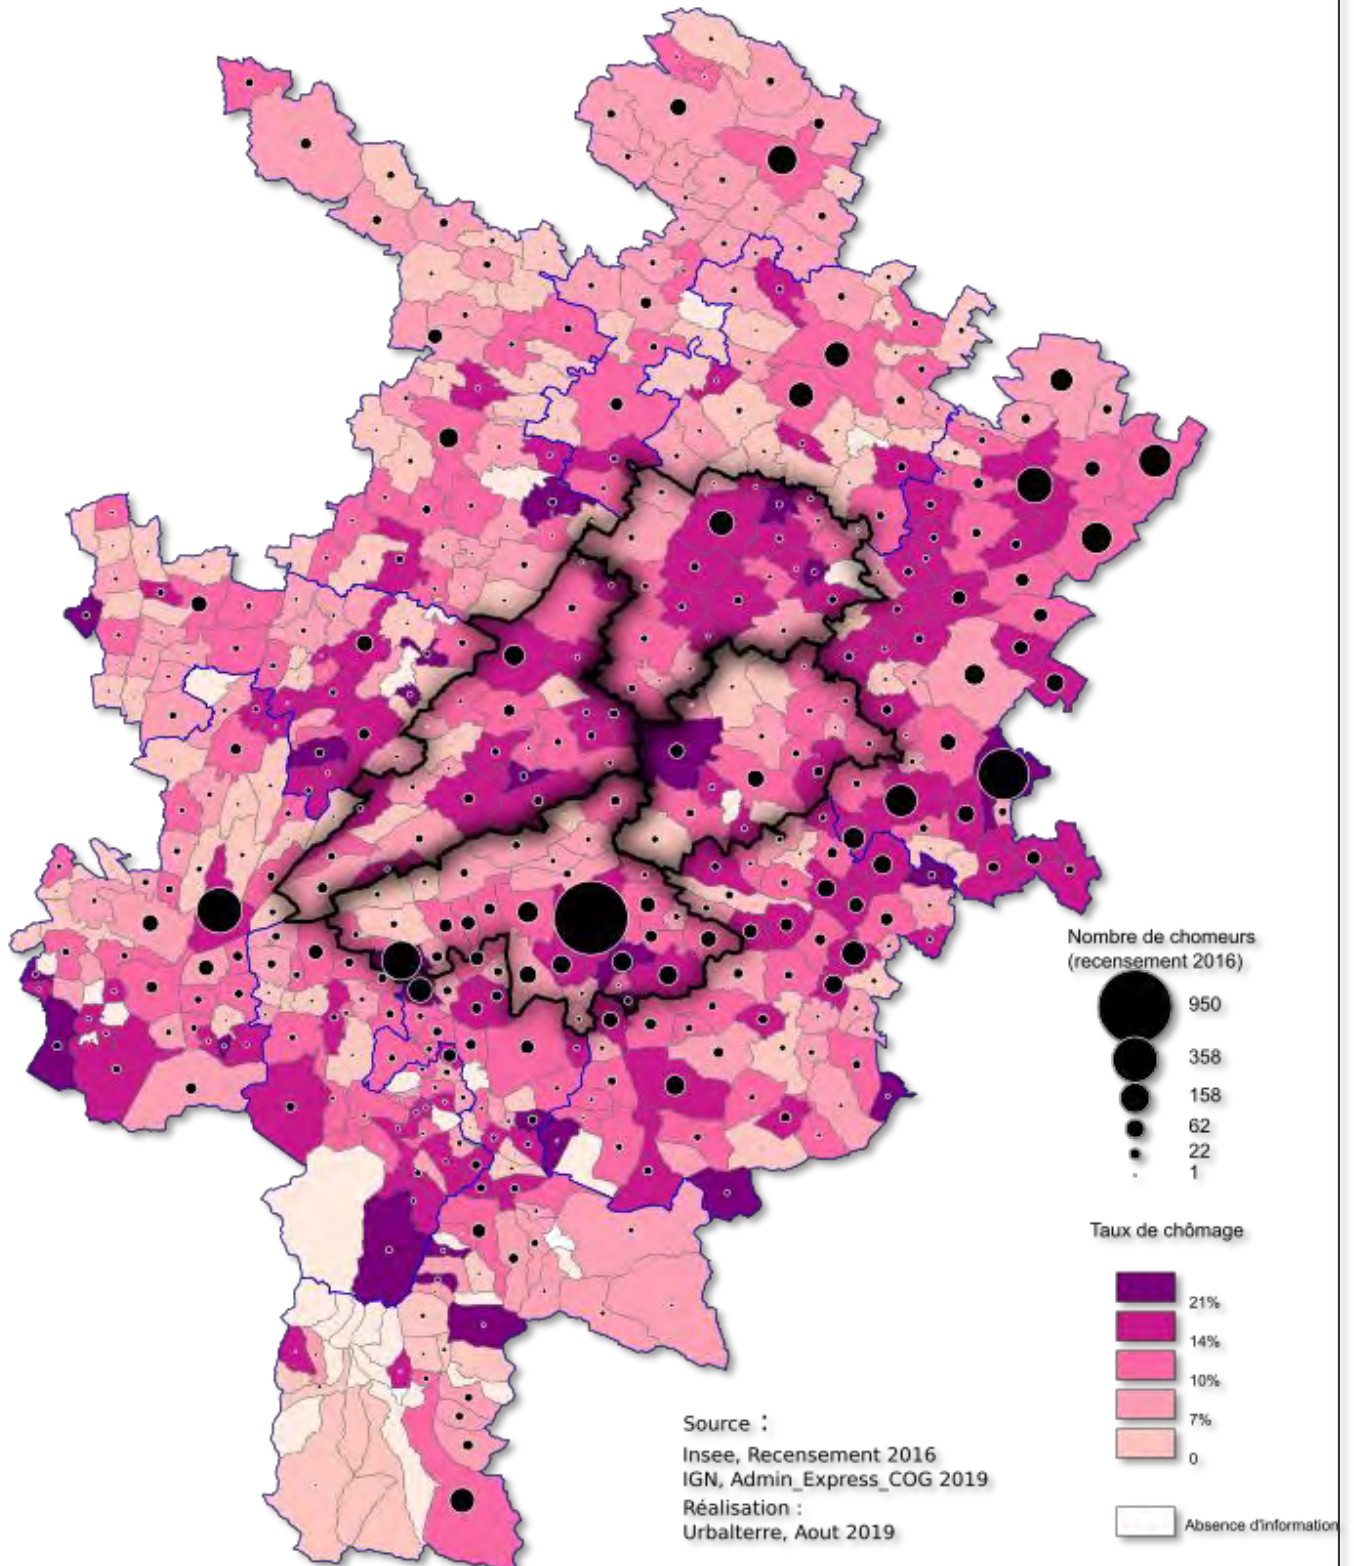 Nombre de chomeurs
(recensement 2016)
950
358
158
62
22
1
Taux de chômage
21%
14%
10%
7%
0
Absence d'information
Source :
Insee, Recensement 2016
IGN, Admin_Express_COG 2019
Réalisation :
Urbalterre, Aout 2019